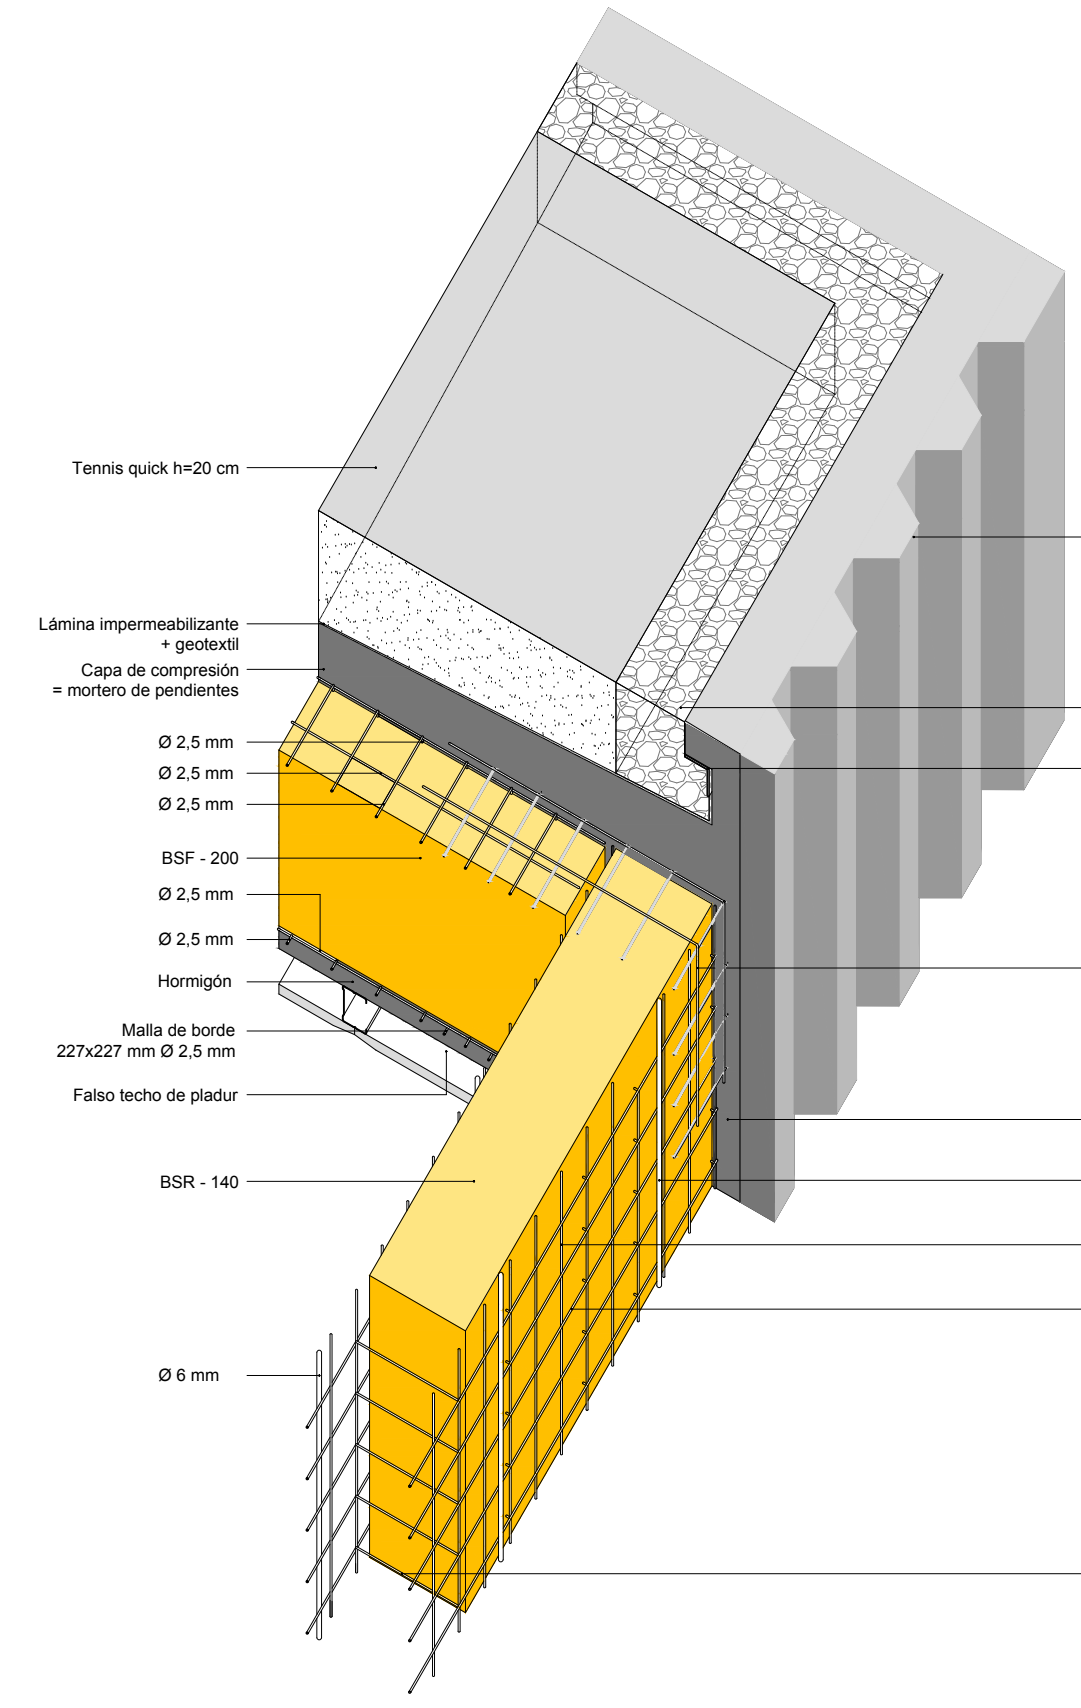 Tennis quick h=20 cm
Lámina impermeabilizante
+ geotextil
Capa de compresión
= mortero de pendientes
Ø 2,5 mm
Ø 2,5 mm
Ø 2,5 mm
BSF - 200
Ø 2,5 mm
Ø 2,5 mm
Hormigón
Malla de borde
227x227 mm Ø 2,5 mm
Falso techo de pladur
BSR - 140
Ø 6 mm